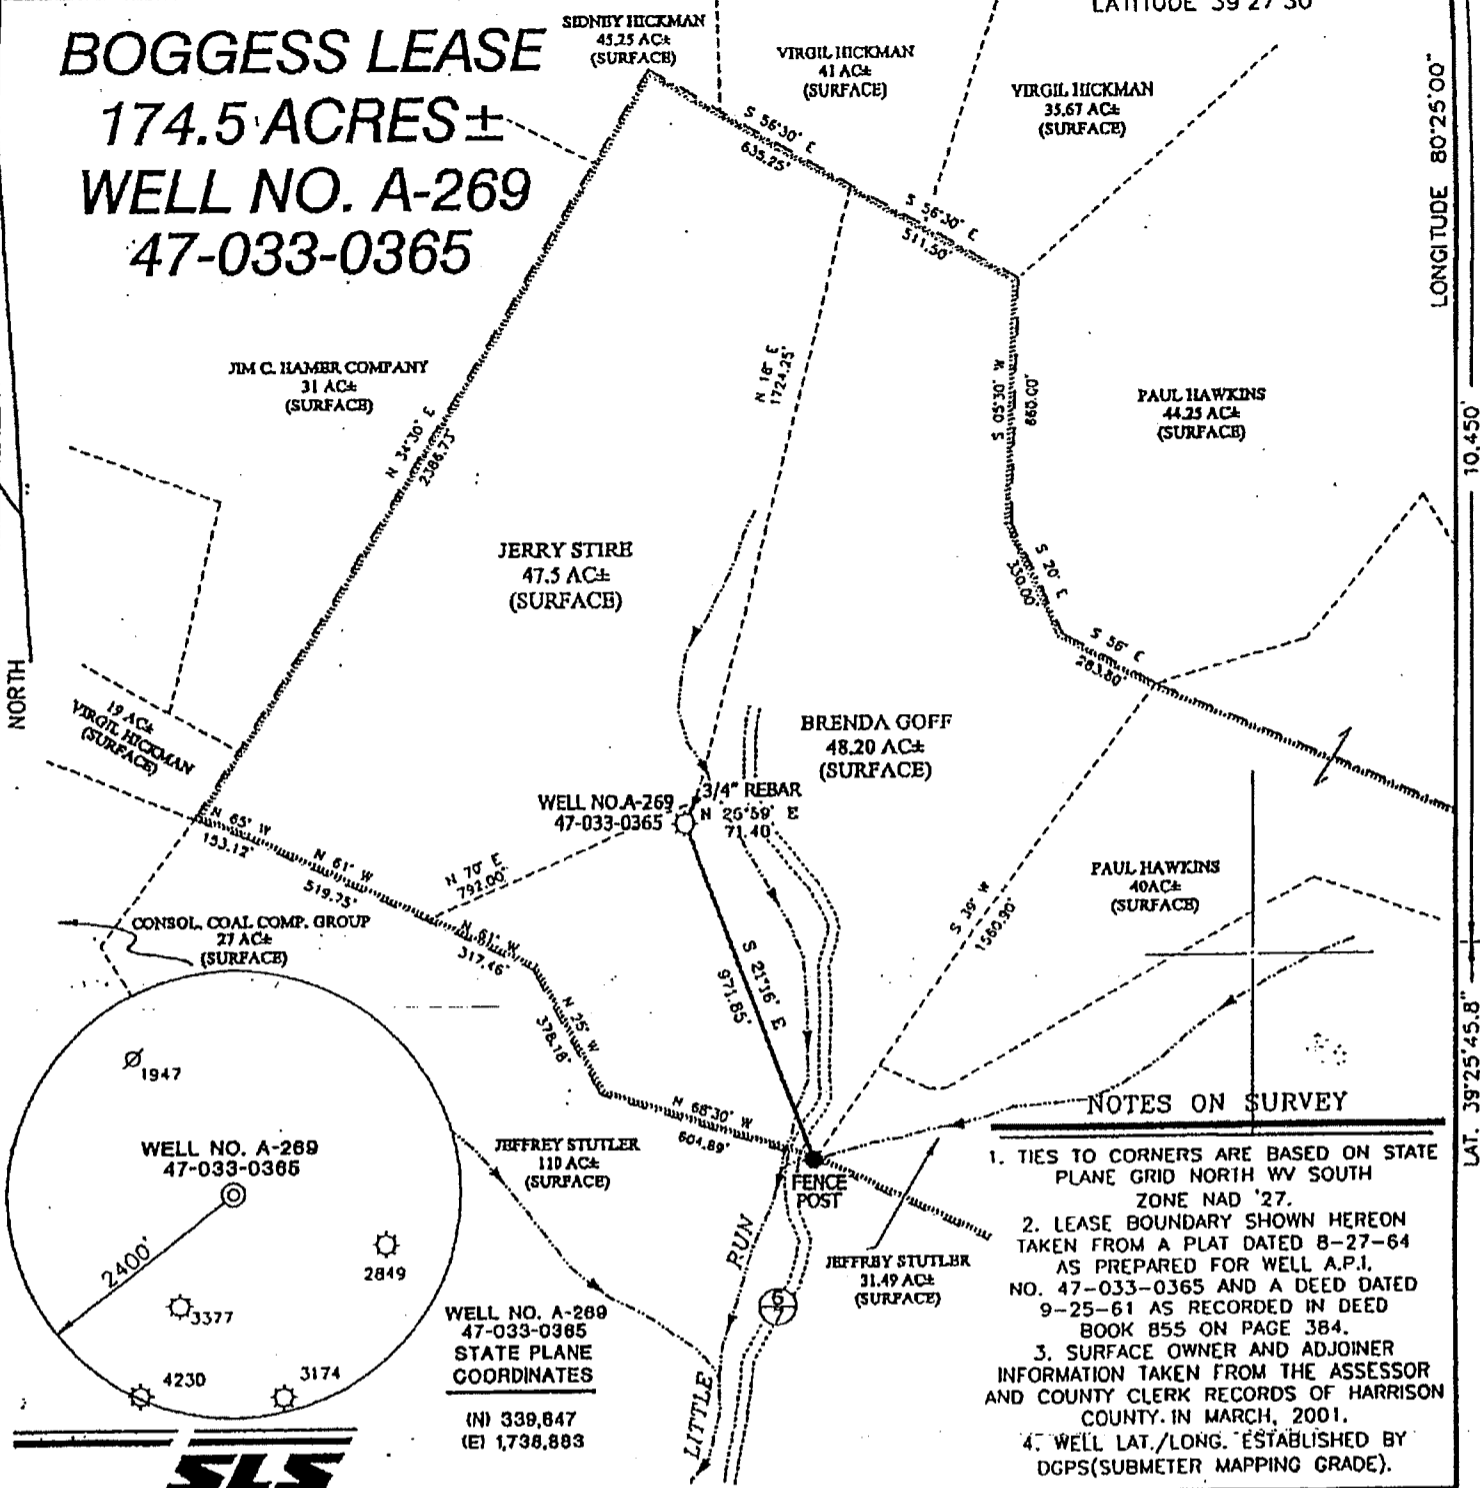 BOGGESS LEASE
174.5 ACRES ±
WELL NO. A-269
47-033-0365
SIDNEY HICKMAN
45.25 AC±
(SURFACE)
VIRGIL HICKMAN
41 AC±
(SURFACE)
VIRGIL HICKMAN
35.67 AC±
(SURFACE)
LATITUDE 39°27'30"
LONGITUDE 80°25'00"
10,450'
LAT. 39°25'45.8"
NORTH
S 56°30' E
635.25'
S 56°30' E
511.50'
JIM C. HAMER COMPANY
31 AC±
(SURFACE)
N 34°30' E
2386.73'
N 18° E
1724.25'
S 05°30' W
660.00'
PAUL HAWKINS
44.25 AC±
(SURFACE)
JERRY STIRE
47.5 AC±
(SURFACE)
S 20° E
330.00'
S 56° E
283.80'
19 AC±
VIRGIL HICKMAN
(SURFACE)
BRENDA GOFF
48.20 AC±
(SURFACE)
WELL NO.A-269
47-033-0365
3/4" REBAR
N 26°59' E
71.40'
N 65° W
153.12'
N 61° W
519.75'
N 70° E
792.00'
N 61° W
317.46'
N 25° W
378.18'
N 68°30' W
604.89'
S 21°16' E
971.85'
S 39° W
1560.90'
PAUL HAWKINS
40AC±
(SURFACE)
CONSOL. COAL COMP. GROUP
27 AC±
(SURFACE)
1947
WELL NO. A-269
47-033-0365
2400'
2849
3377
4230
3174
JEFFREY STUTLER
110 AC±
(SURFACE)
FENCE
POST
JEFFREY STUTLER
31.49 AC±
(SURFACE)
LITTLE RUN
6
7
WELL NO. A-269
47-033-0365
STATE PLANE
COORDINATES
(N) 339,647
(E) 1,738,883
SLS
NOTES ON SURVEY
1. TIES TO CORNERS ARE BASED ON STATE
PLANE GRID NORTH WV SOUTH
ZONE NAD '27.
2. LEASE BOUNDARY SHOWN HEREON
TAKEN FROM A PLAT DATED 8-27-64
AS PREPARED FOR WELL A.P.I.
NO. 47-033-0365 AND A DEED DATED
9-25-61 AS RECORDED IN DEED
BOOK 855 ON PAGE 384.
3. SURFACE OWNER AND ADJOINER
INFORMATION TAKEN FROM THE ASSESSOR
AND COUNTY CLERK RECORDS OF HARRISON
COUNTY. IN MARCH, 2001.
4. WELL LAT./LONG. ESTABLISHED BY
DGPS(SUBMETER MAPPING GRADE).